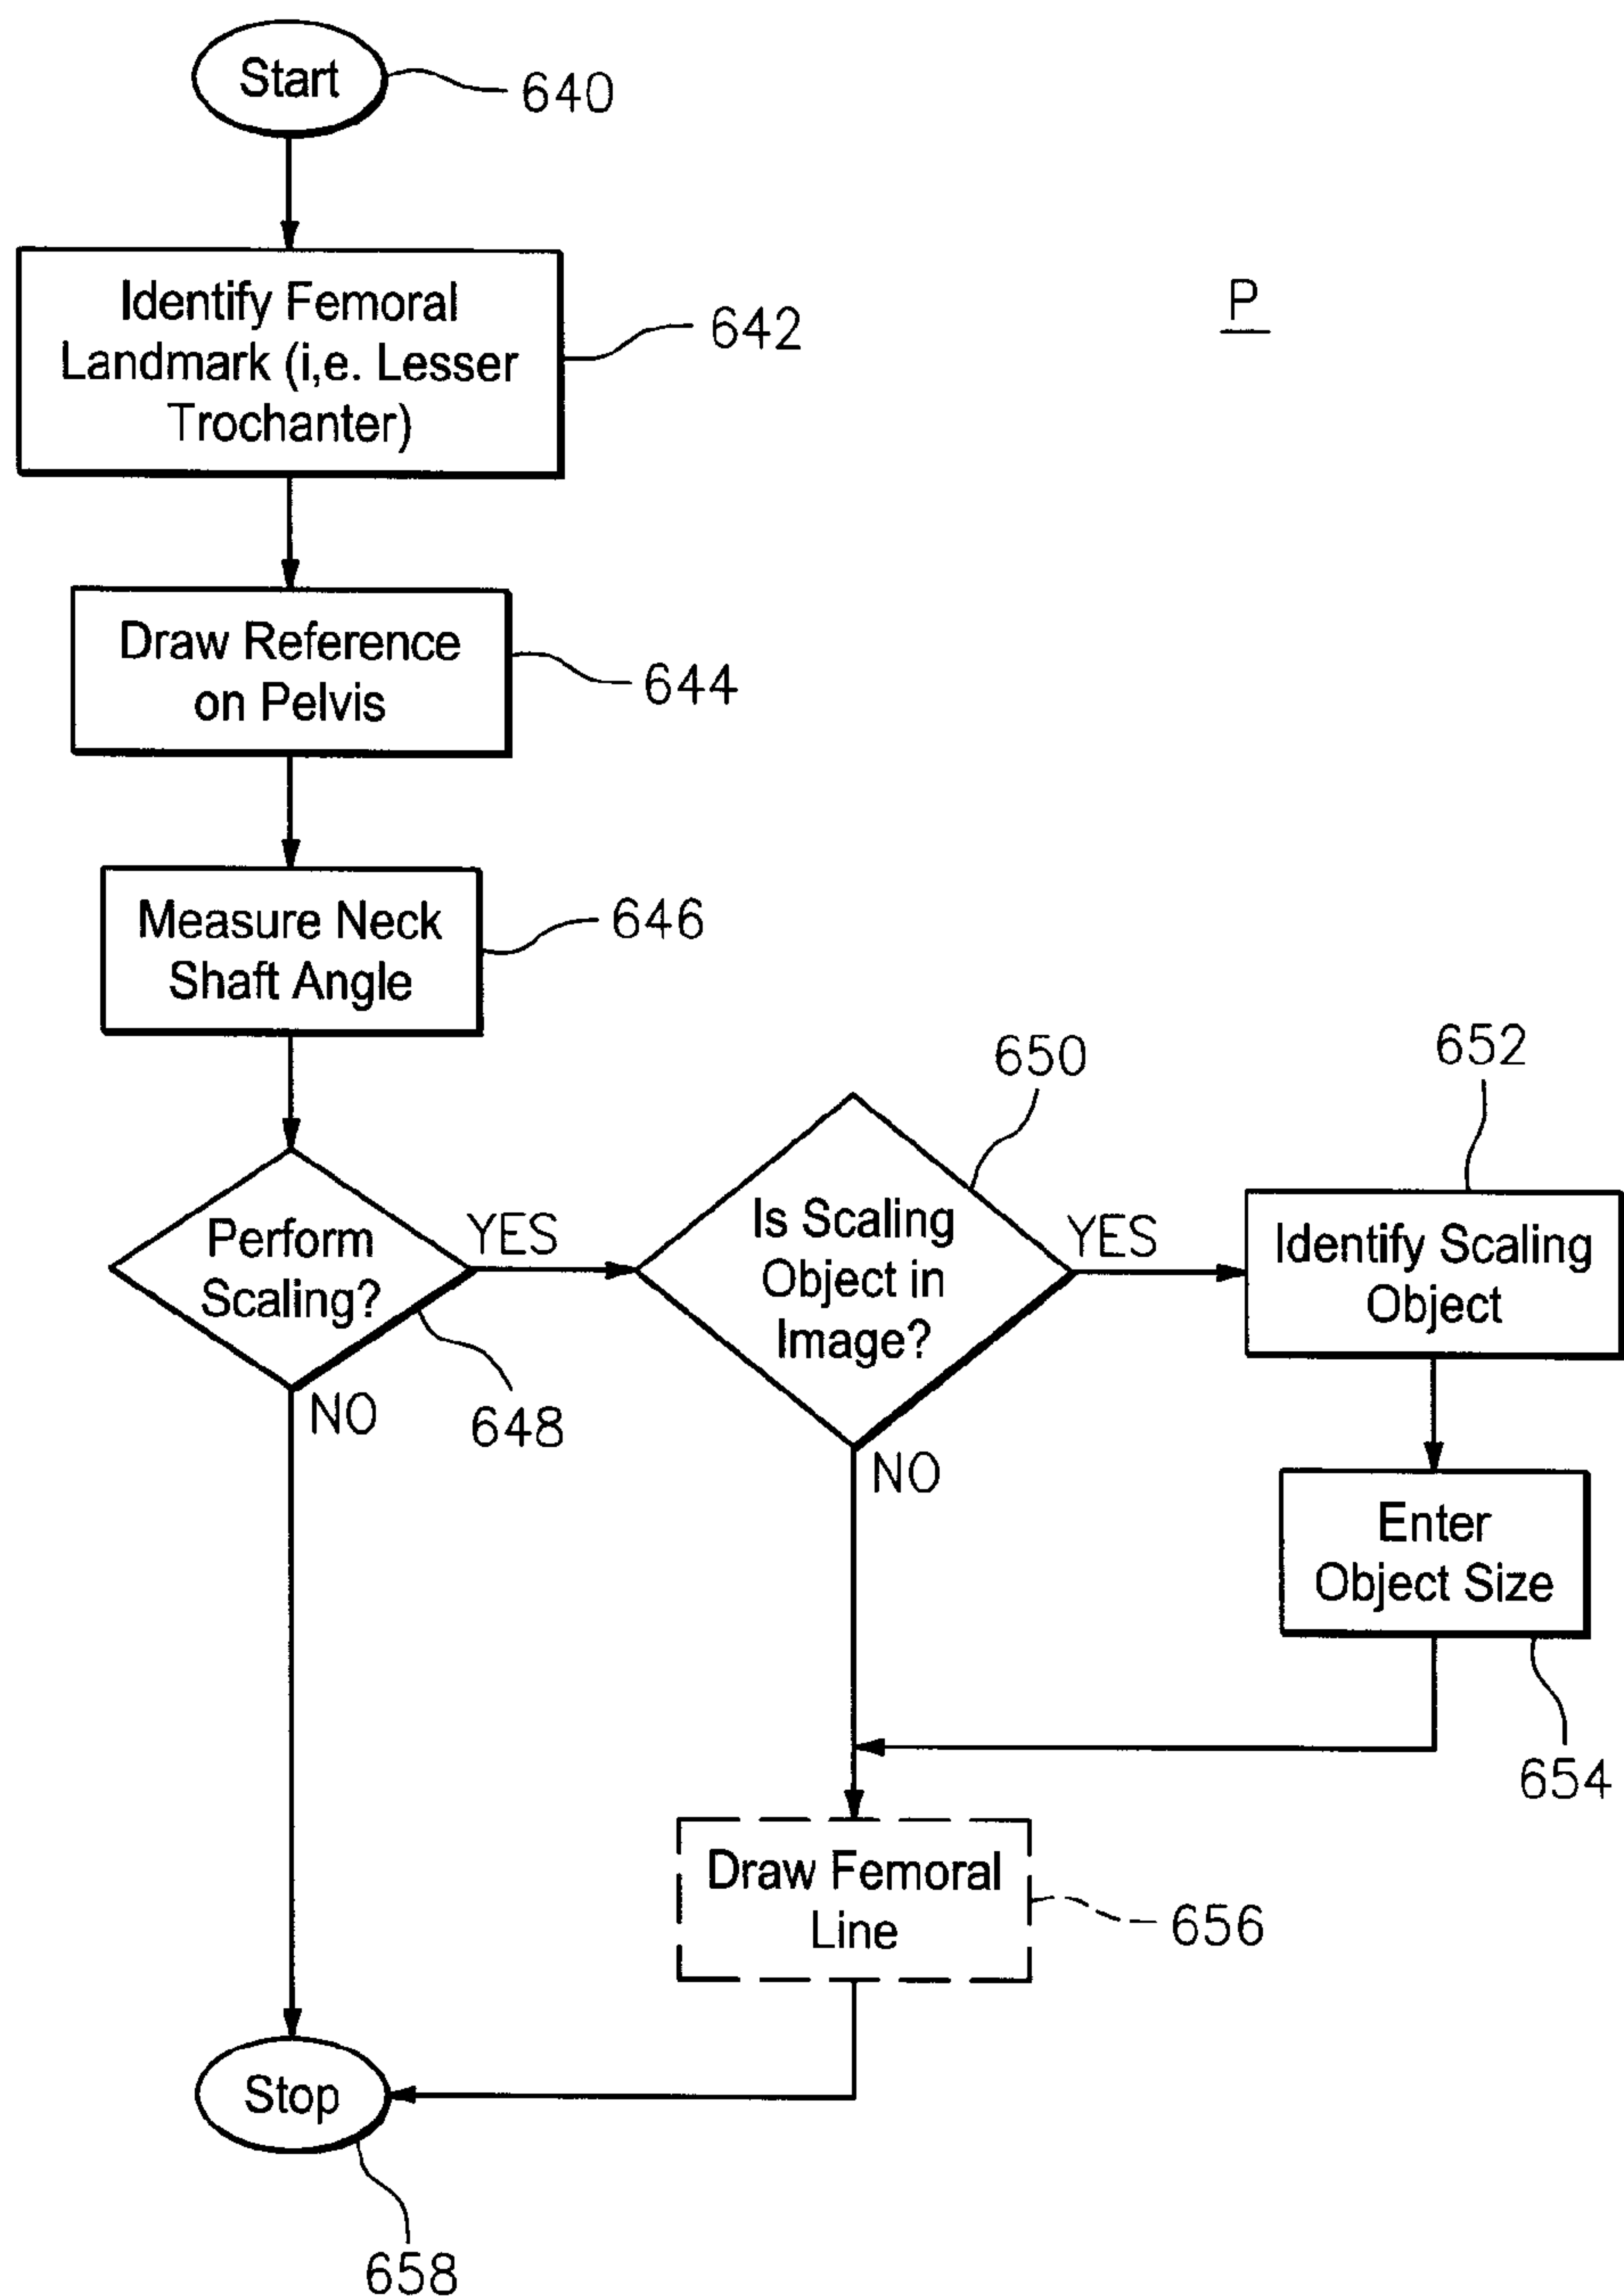 Start
640
Identify Femoral
Landmark (i,e. Lesser
Trochanter)
642
P
Draw Reference
on Pelvis
644
Measure Neck
Shaft Angle
646
Perform
Scaling?
YES
NO
648
650
Is Scaling
Object in
Image?
YES
NO
652
Identify Scaling
Object
Enter
Object Size
654
Draw Femoral
Line
656
Stop
658